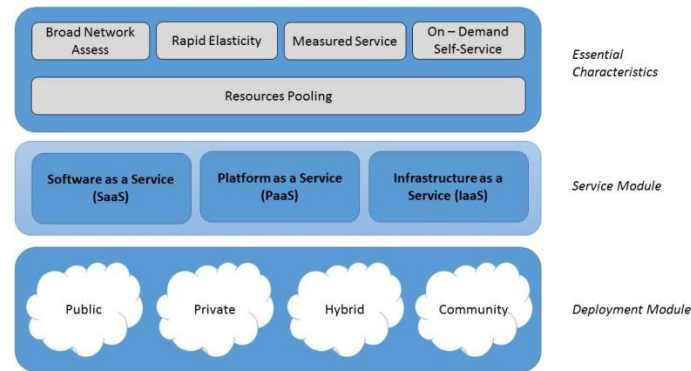 Broad Network
Assess
Rapid Elasticity
Measured Service
On – Demand
Self-Service
Essential
Characteristics
Resources Pooling
Software as a Service
(SaaS)
Platform as a Service
(PaaS)
Infrastructure as a
Service (IaaS)
Service Module
Public
Private
Hybrid
Community
Deployment Module